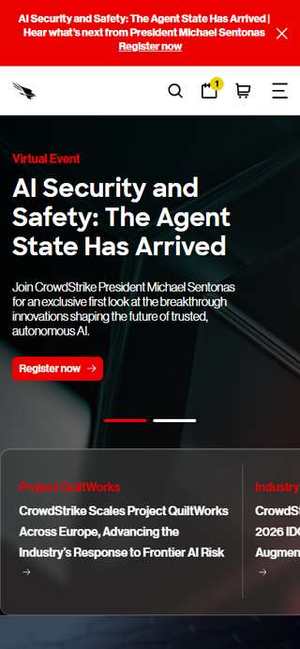 AI Security and Safety: The Agent State Has Arrived |
Hear what's next from President Michael Sentonas
Register now
1
Virtual Event
AI Security and
Safety: The Agent
State Has Arrived
Join CrowdStrike President Michael Sentonas
for an exclusive first look at the breakthrough
innovations shaping the future of trusted,
autonomous AI.
Register now
Project QuiltWorks
CrowdStrike Scales Project QuiltWorks
Across Europe, Advancing the
Industry's Response to Frontier AI Risk
Industry
CrowdSt
2026 IDC
Augmen